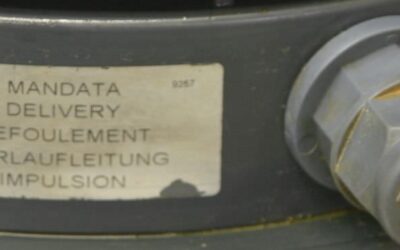 MANDATA 9267
DELIVERY
EFOULEMENT
RLAUFLEITUNG
IMPULSION